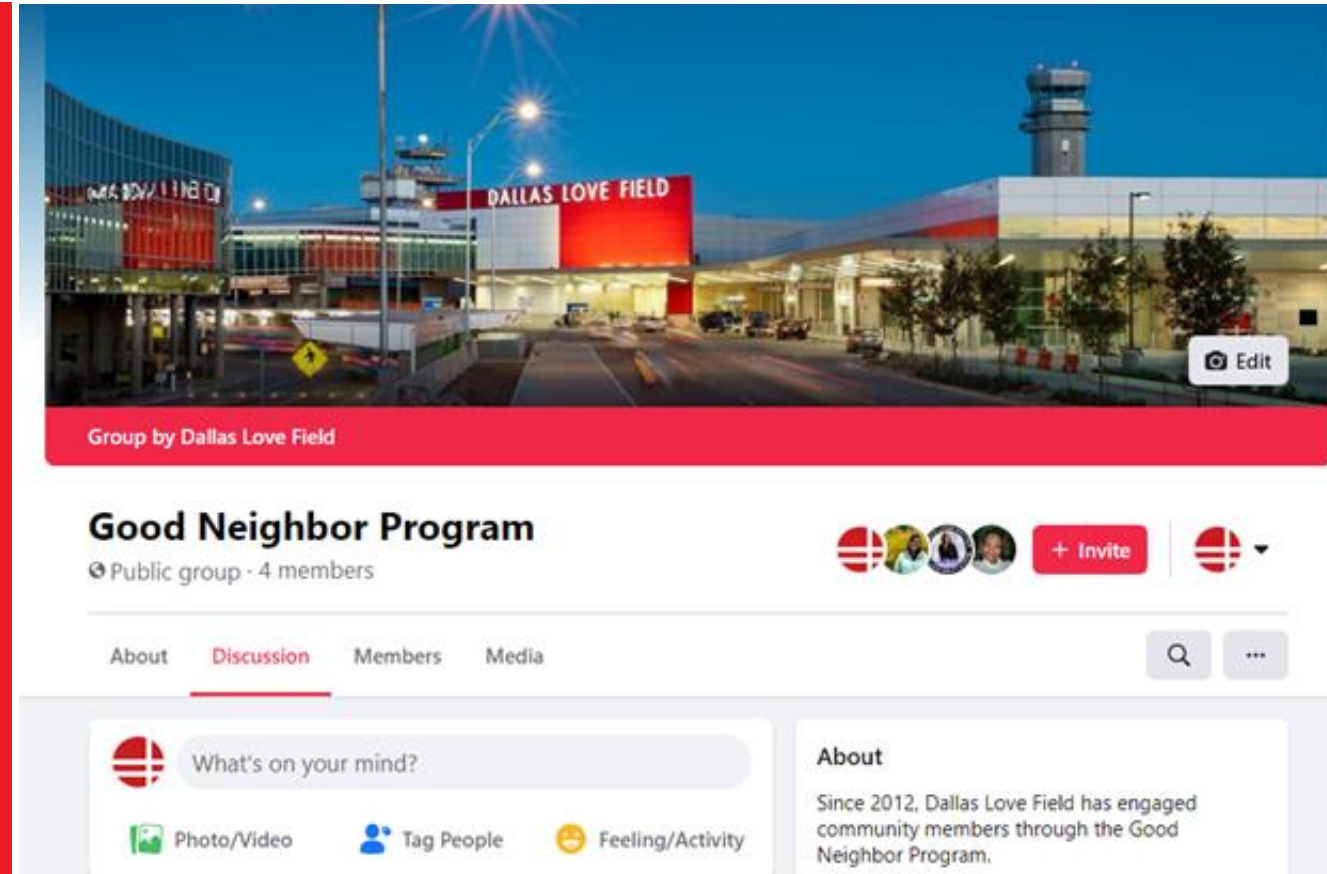 DALLAS LOVE FIELD
Edit
Group by Dallas Love Field
Good Neighbor Program
Public group · 4 members
+ Invite
About Discussion Members Media
...
What's on your mind?
Photo/Video Tag People Feeling/Activity
About
Since 2012, Dallas Love Field has engaged
community members through the Good
Neighbor Program.